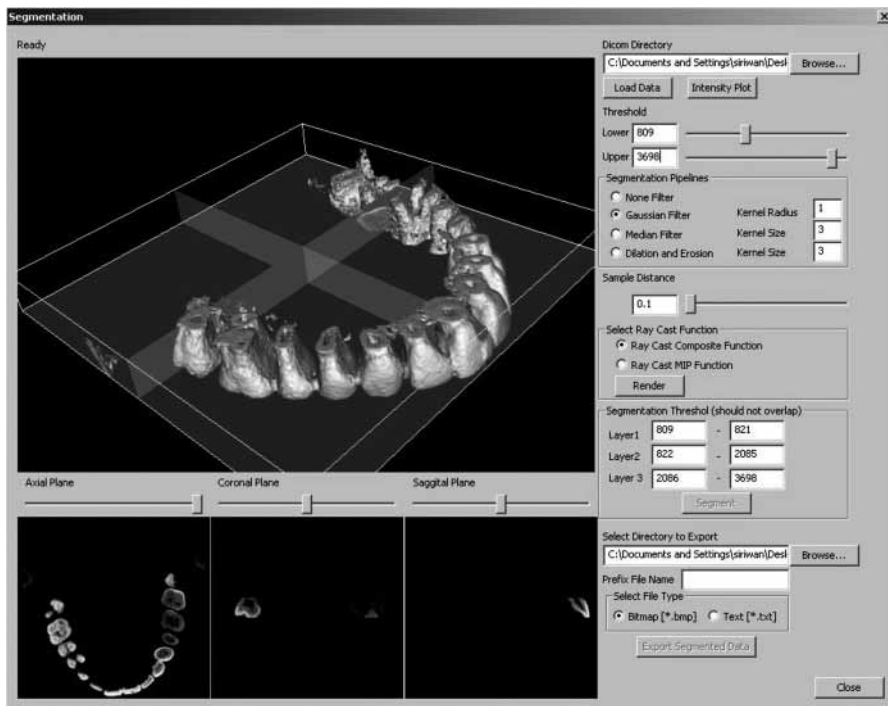 Segmentation
Ready
Dicom Directory
C:\Documents and Settings\siriwan\Desl Browse...
Load Data Intensity Plot
Threshold
Lower 809
Upper 3698
Segmentation Pipelines
None Filter
Gaussian Filter Kernel Radius 1
Median Filter Kernel Size 3
Dilation and Erosion Kernel Size 3
Sample Distance
0.1
Select Ray Cast Function
Ray Cast Composite Function
Ray Cast MIP Function
Render
Segmentation Threshol (should not overlap)
Layer1 809 - 821
Layer2 822 - 2085
Layer 3 2086 - 3698
Segment
Axial Plane Coronal Plane Saggital Plane
Select Directory to Export
C:\Documents and Settings\siriwan\Desl Browse...
Prefix File Name
Select File Type
Bitmap [*.bmp] Text [*.txt]
Export Segmented Data
Close